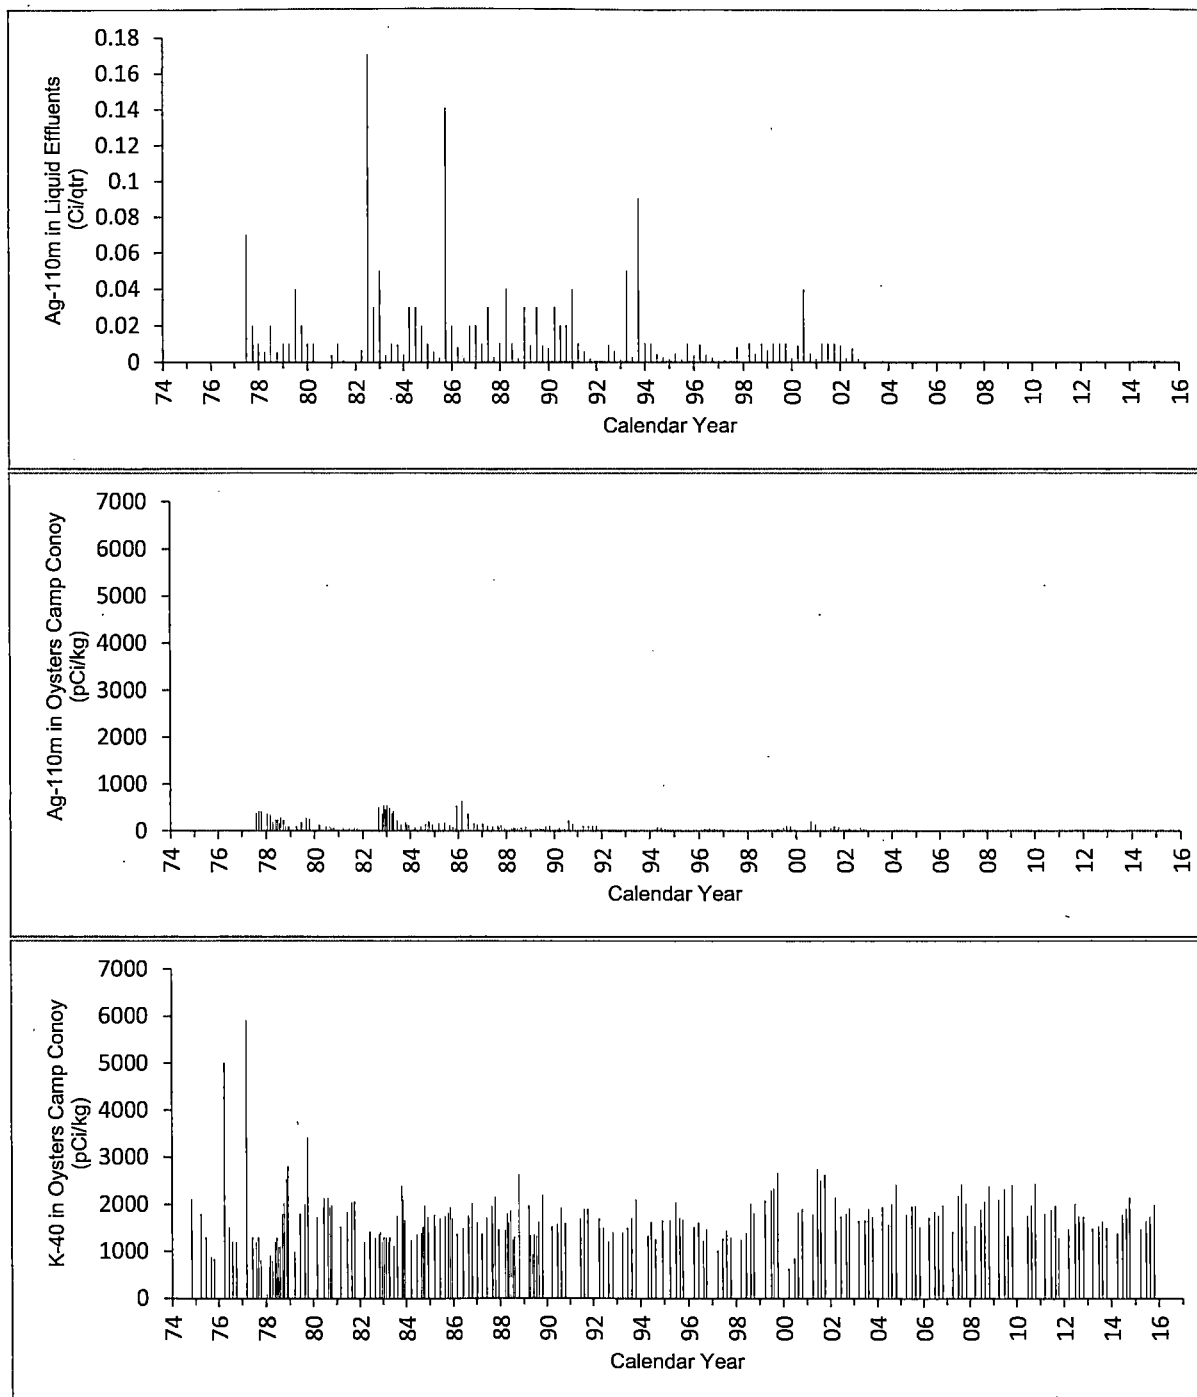 Ag-110m in Liquid Effluents
(Ci/qtr)
0.18
0.16
0.14
0.12
0.1
0.08
0.06
0.04
0.02
0
74 76 78 80 82 84 86 88 90 92 94 96 98 00 02 04 06 08 10 12 14 16
Calendar Year
Ag-110m in Oysters Camp Conoy
(pCi/kg)
7000
6000
5000
4000
3000
2000
1000
0
74 76 78 80 82 84 86 88 90 92 94 96 98 00 02 04 06 08 10 12 14 16
Calendar Year
K-40 in Oysters Camp Conoy
(pCi/kg)
7000
6000
5000
4000
3000
2000
1000
0
74 76 78 80 82 84 86 88 90 92 94 96 98 00 02 04 06 08 10 12 14 16
Calendar Year